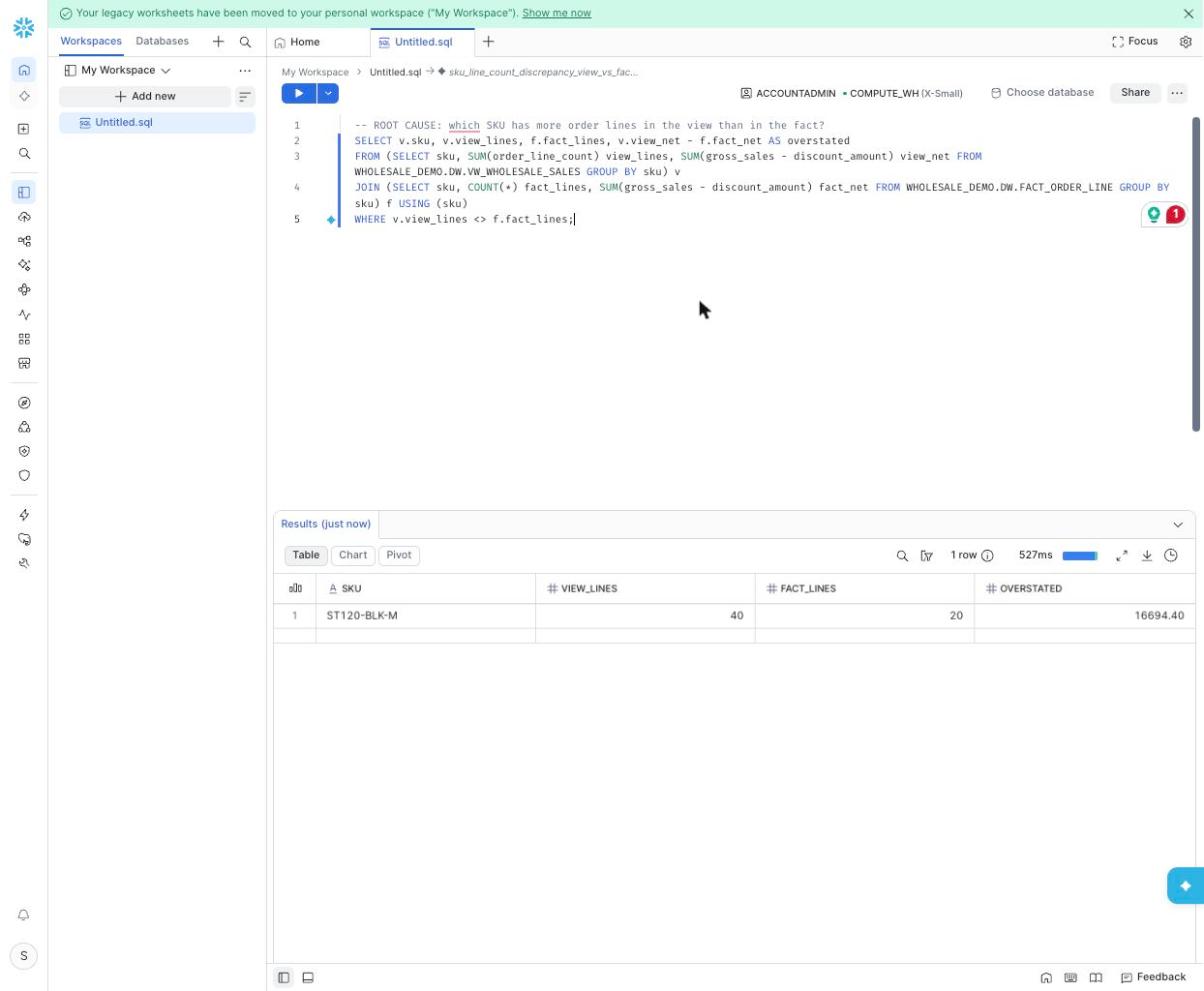 Your legacy worksheets have been moved to your personal workspace ("My Workspace"). Show me now
Workspaces Databases
Home
Untitled.sql
Focus
My Workspace
Add new
Untitled.sql
My Workspace > Untitled.sql → sku_line_count_discrepancy_view_vs_fac...
ACCOUNTADMIN • COMPUTE_WH (X-Small)
Choose database
Share
1 -- ROOT CAUSE: which SKU has more order lines in the view than in the fact?
2 SELECT v.sku, v.view_lines, f.fact_lines, v.view_net - f.fact_net AS overstated
3 FROM (SELECT sku, SUM(order_line_count) view_lines, SUM(gross_sales - discount_amount) view_net FROM
WHOLESALE_DEMO.DW.VW_WHOLESALE_SALES GROUP BY sku) v
4 JOIN (SELECT sku, COUNT(*) fact_lines, SUM(gross_sales - discount_amount) fact_net FROM WHOLESALE_DEMO.DW.FACT_ORDER_LINE GROUP BY
sku) f USING (sku)
5 WHERE v.view_lines <> f.fact_lines;
1
Results (just now)
Table Chart Pivot
1 row
527ms
SKU # VIEW_LINES # FACT_LINES # OVERSTATED
1 ST120-BLK-M 40 20 16694.40
S
Feedback